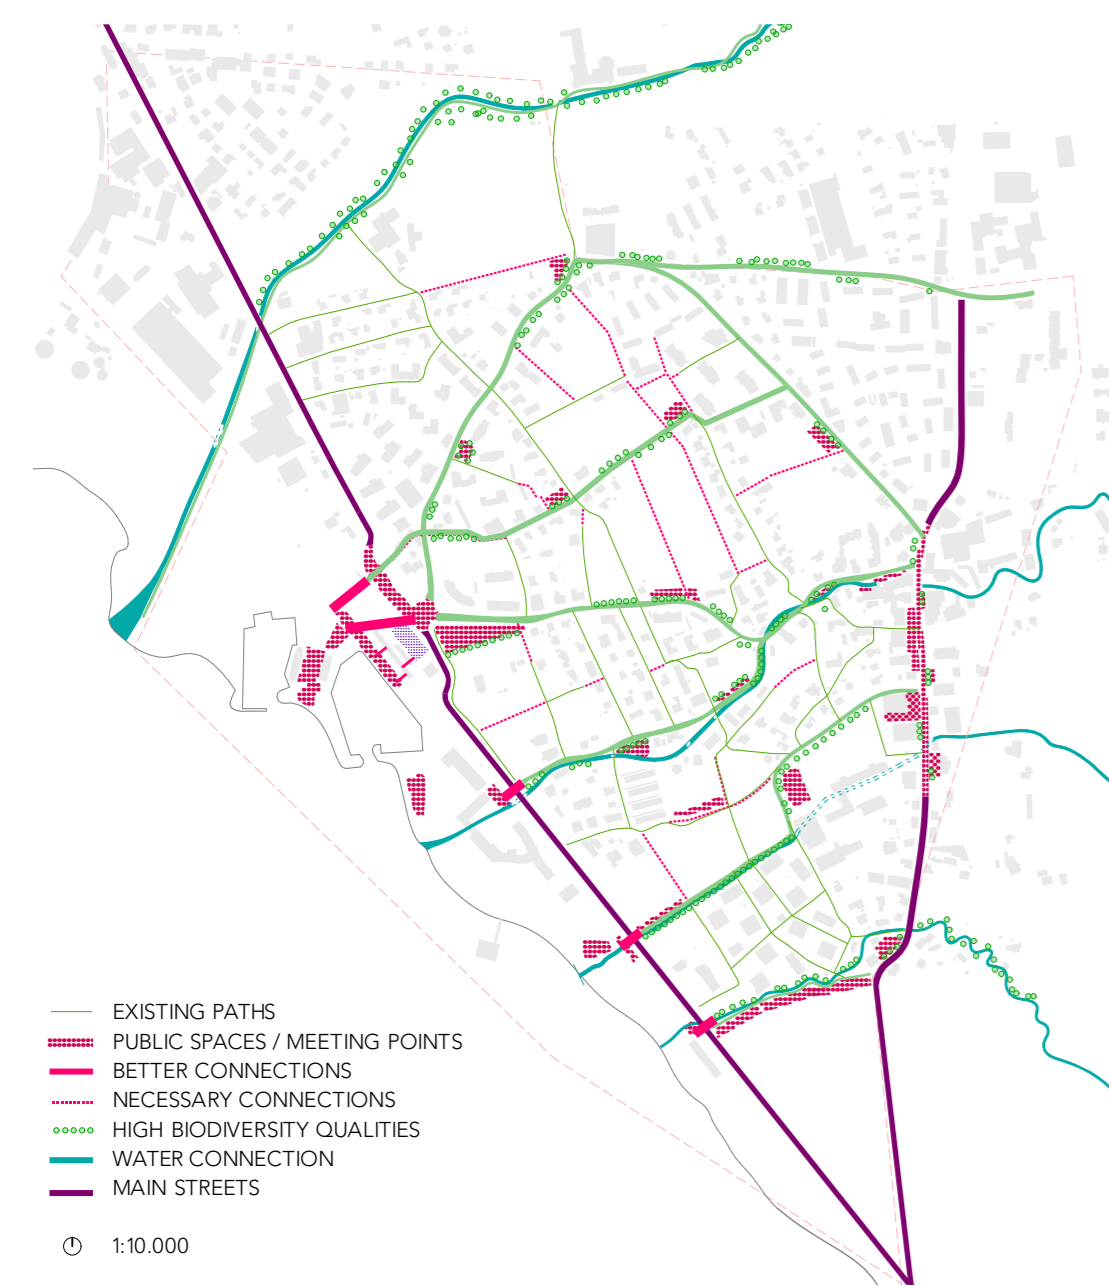 EXISTING PATHS
PUBLIC SPACES / MEETING POINTS
BETTER CONNECTIONS
NECESSARY CONNECTIONS
HIGH BIODIVERSITY QUALITIES
WATER CONNECTION
MAIN STREETS
1:10.000